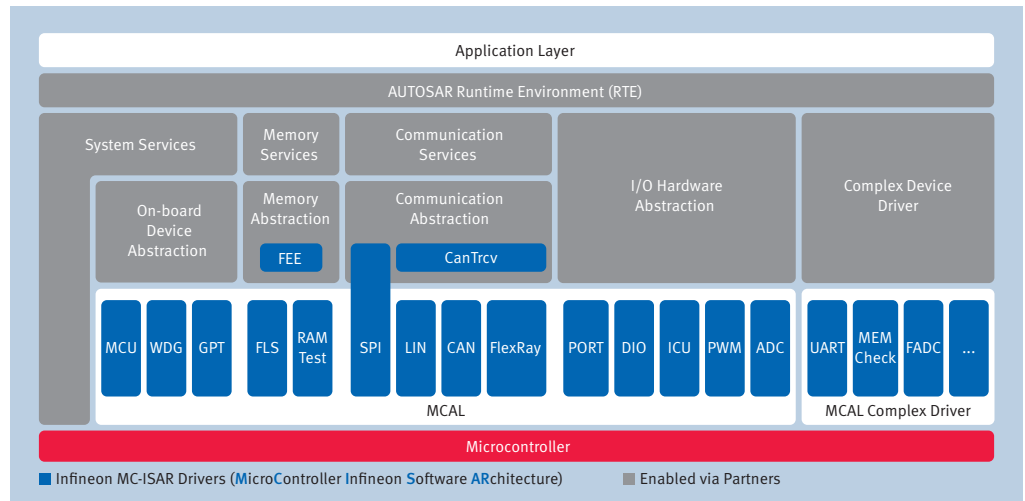 Application Layer
AUTOSAR Runtime Environment (RTE)
System Services
Memory
Services
Communication
Services
I/O Hardware
Abstraction
Complex Device
Driver
On-board
Device
Abstraction
Memory
Abstraction
FEE
Communication
Abstraction
CanTrcv
MCU
WDG
GPT
FLS
RAM
Test
SPI
LIN
CAN
FlexRay
PORT
DIO
ICU
PWM
ADC
UART
MEM
Check
FADC
...
MCAL
MCAL Complex Driver
Microcontroller
Infineon MC-ISAR Drivers (MicroController Infineon Software ARchitecture)
Enabled via Partners